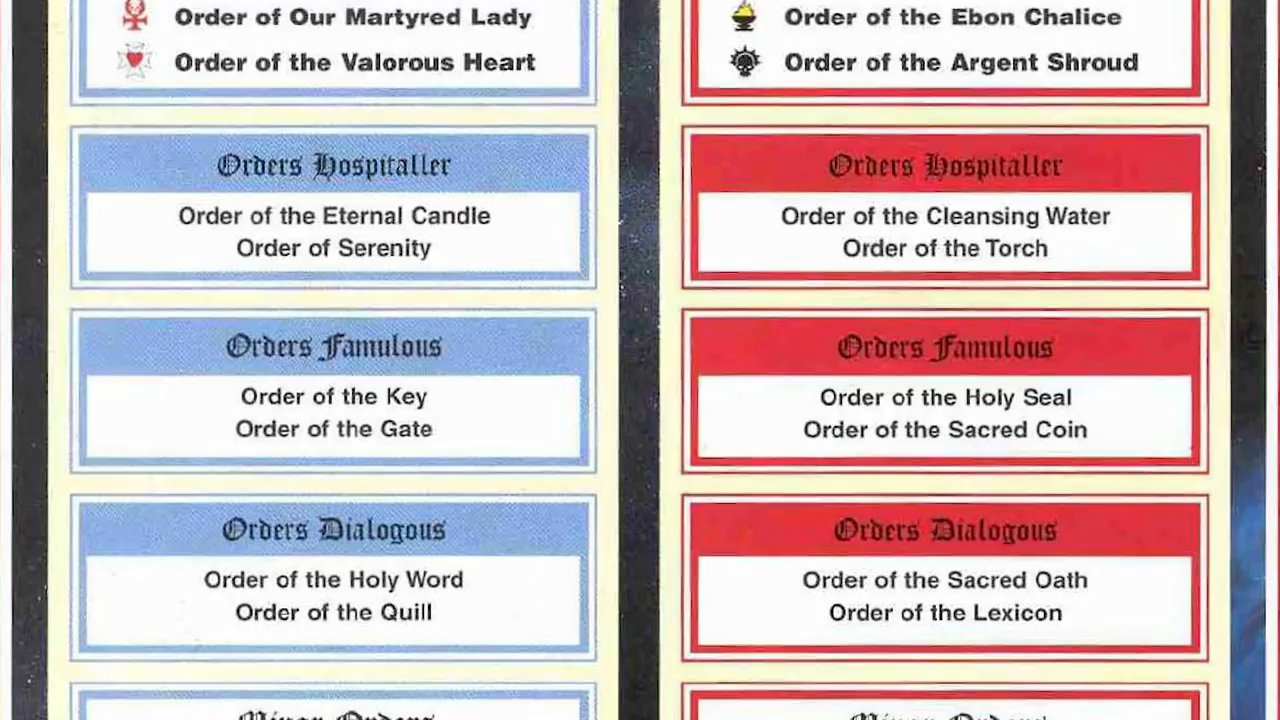 Order of Our Martyred Lady
Order of the Valorous Heart
Orders Hospitaller
Order of the Eternal Candle
Order of Serenity
Orders Famulous
Order of the Key
Order of the Gate
Orders Dialogous
Order of the Holy Word
Order of the Quill
Minor Orders
Order of the Ebon Chalice
Order of the Argent Shroud
Orders Hospitaller
Order of the Cleansing Water
Order of the Torch
Orders Famulous
Order of the Holy Seal
Order of the Sacred Coin
Orders Dialogous
Order of the Sacred Oath
Order of the Lexicon
Minor Orders